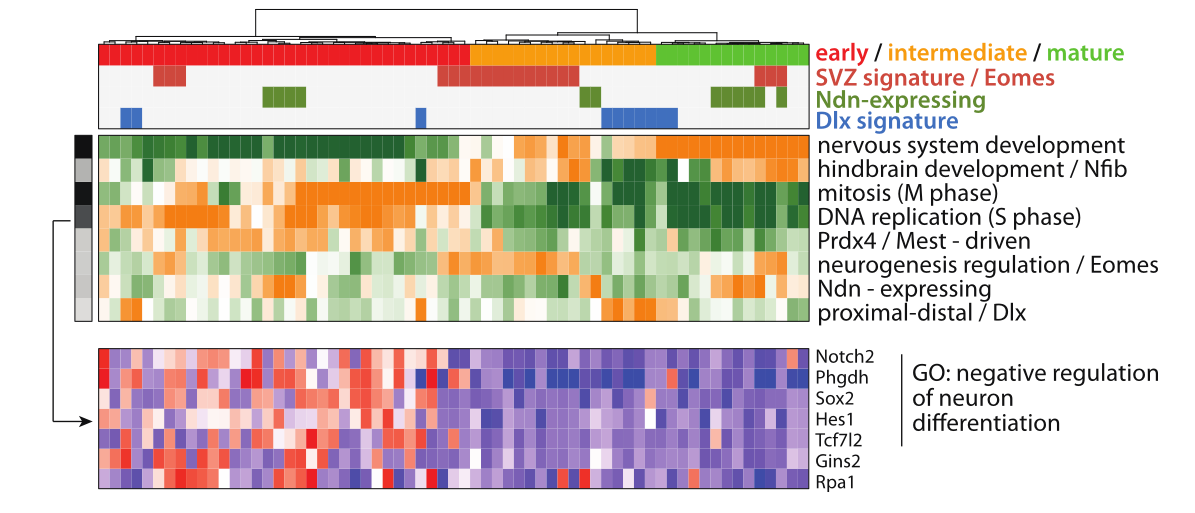 early / intermediate / mature
SVZ signature / Eomes
Ndn-expressing
Dlx signature
nervous system development
hindbrain development / Nfib
mitosis (M phase)
DNA replication (S phase)
Prdx4 / Mest - driven
neurogenesis regulation / Eomes
Ndn - expressing
proximal-distal / Dlx
Notch2
Phgdh
Sox2
Hes1
Tcf7l2
Gins2
Rpa1
GO: negative regulation
of neuron
differentiation